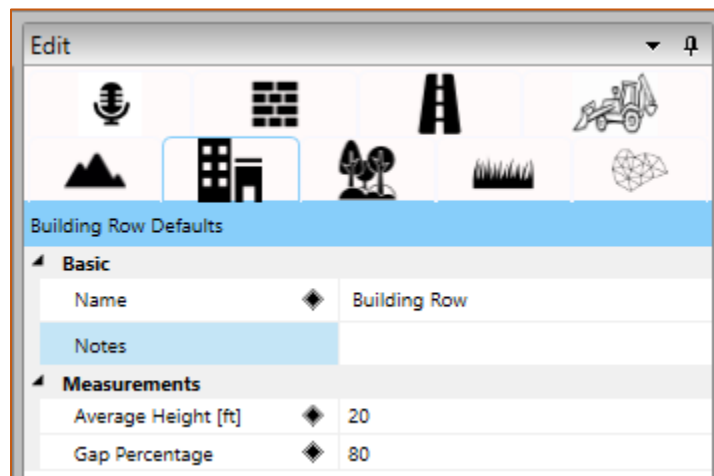 Edit
Building Row Defaults
Basic
Name Building Row
Notes
Measurements
Average Height [ft] 20
Gap Percentage 80